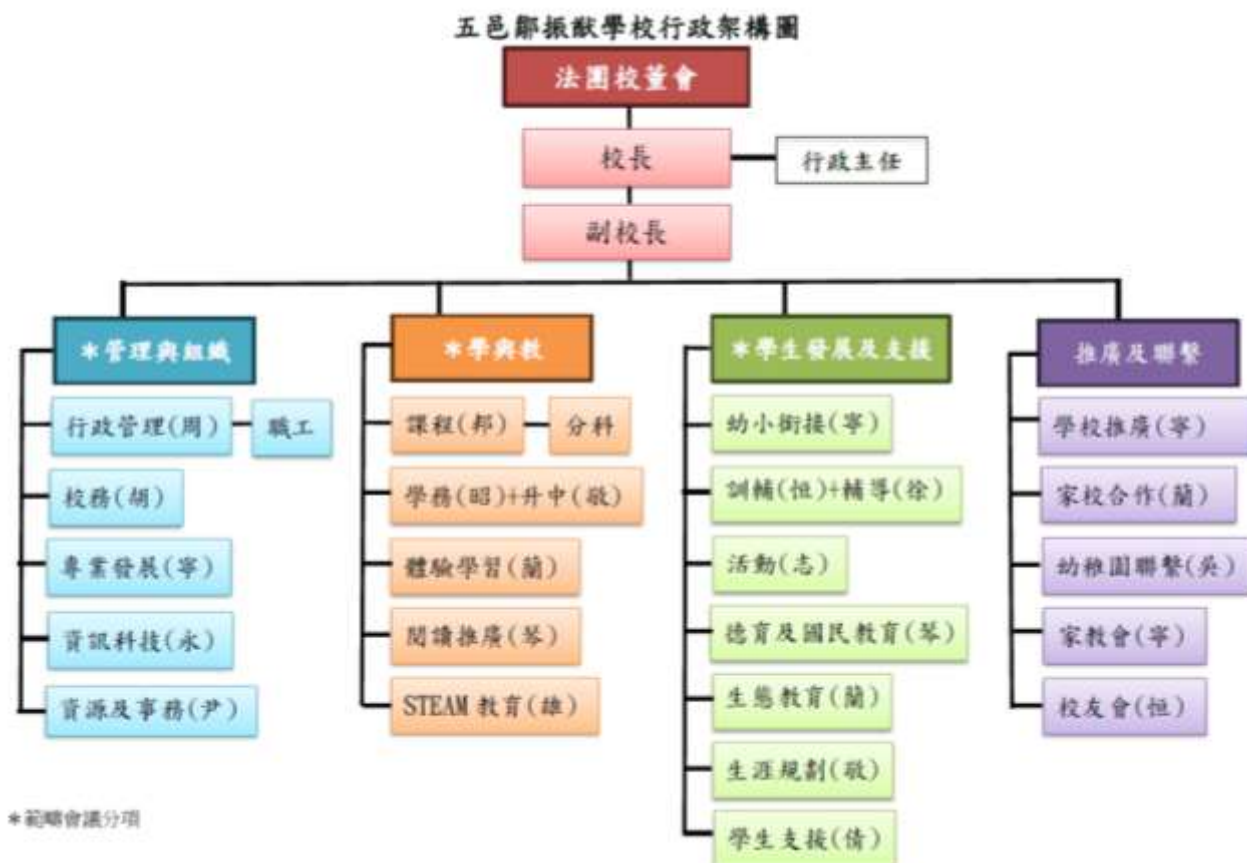 五邑鄒振猷學校行政架構圖
法團校董會
校長
行政主任
副校長
*管理與組織
行政管理(周)
職工
校務(胡)
專業發展(寧)
資訊科技(永)
資源及事務(尹)
*學與教
課程(邦)
分科
學務(昭)+升中(敬)
體驗學習(蘭)
閱讀推廣(琴)
STEAM 教育(雄)
*學生發展及支援
幼小銜接(寧)
訓輔(恒)+輔導(徐)
活動(志)
德育及國民教育(琴)
生態教育(蘭)
生涯規劃(敬)
學生支援(倩)
推廣及聯繫
學校推廣(寧)
家校合作(蘭)
幼稚園聯繫(吳)
家教會(寧)
校友會(恒)
*範疇會議分項